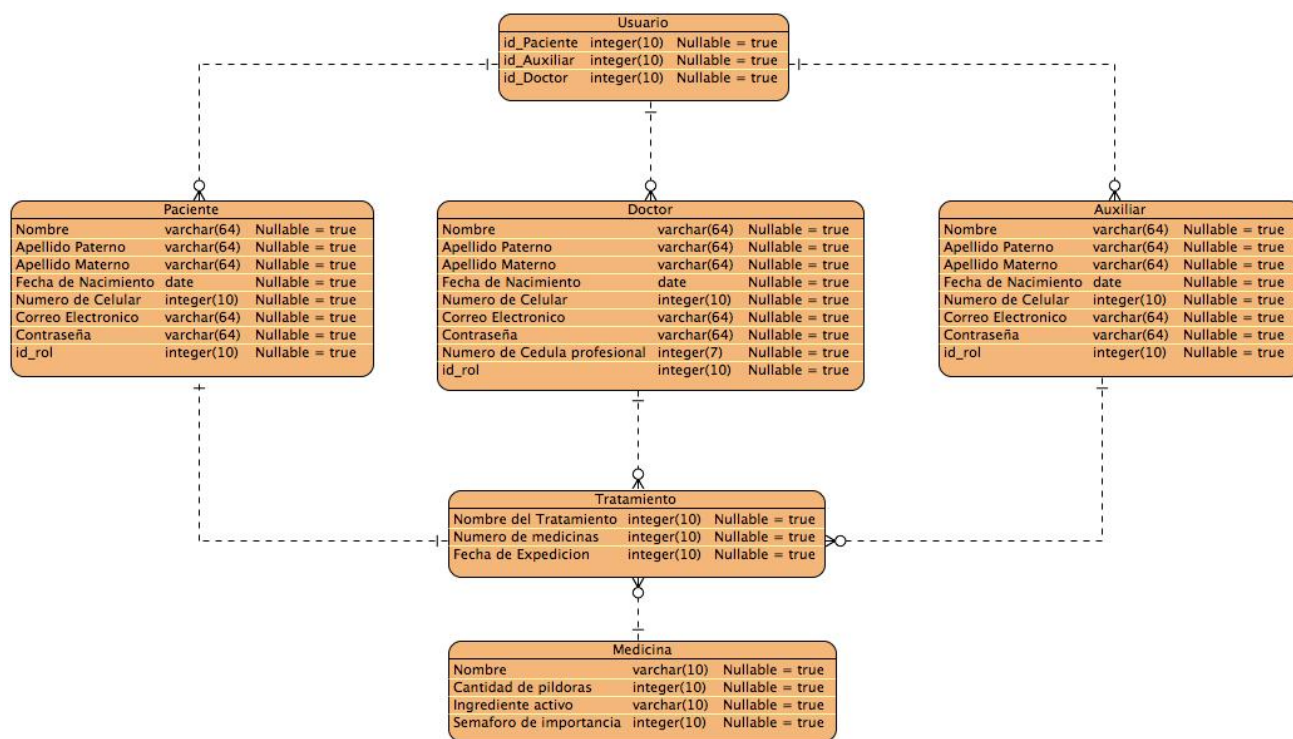 Usuario
id_Paciente integer(10) Nullable = true
id_Auxiliar integer(10) Nullable = true
id_Doctor integer(10) Nullable = true
Paciente
Nombre varchar(64) Nullable = true
Apellido Paterno varchar(64) Nullable = true
Apellido Materno varchar(64) Nullable = true
Fecha de Nacimiento date Nullable = true
Numero de Celular integer(10) Nullable = true
Correo Electronico varchar(64) Nullable = true
Contraseña varchar(64) Nullable = true
id_rol integer(10) Nullable = true
Doctor
Nombre varchar(64) Nullable = true
Apellido Paterno varchar(64) Nullable = true
Apellido Materno varchar(64) Nullable = true
Fecha de Nacimiento date Nullable = true
Numero de Celular integer(10) Nullable = true
Correo Electronico varchar(64) Nullable = true
Contraseña varchar(64) Nullable = true
Numero de Cedula profesional integer(7) Nullable = true
id_rol integer(10) Nullable = true
Auxiliar
Nombre varchar(64) Nullable = true
Apellido Paterno varchar(64) Nullable = true
Apellido Materno varchar(64) Nullable = true
Fecha de Nacimiento date Nullable = true
Numero de Celular integer(10) Nullable = true
Correo Electronico varchar(64) Nullable = true
Contraseña varchar(64) Nullable = true
id_rol integer(10) Nullable = true
Tratamiento
Nombre del Tratamiento integer(10) Nullable = true
Numero de medicinas integer(10) Nullable = true
Fecha de Expedicion integer(10) Nullable = true
Medicina
Nombre varchar(10) Nullable = true
Cantidad de pildoras integer(10) Nullable = true
Ingrediente activo varchar(10) Nullable = true
Semaforo de importancia integer(10) Nullable = true